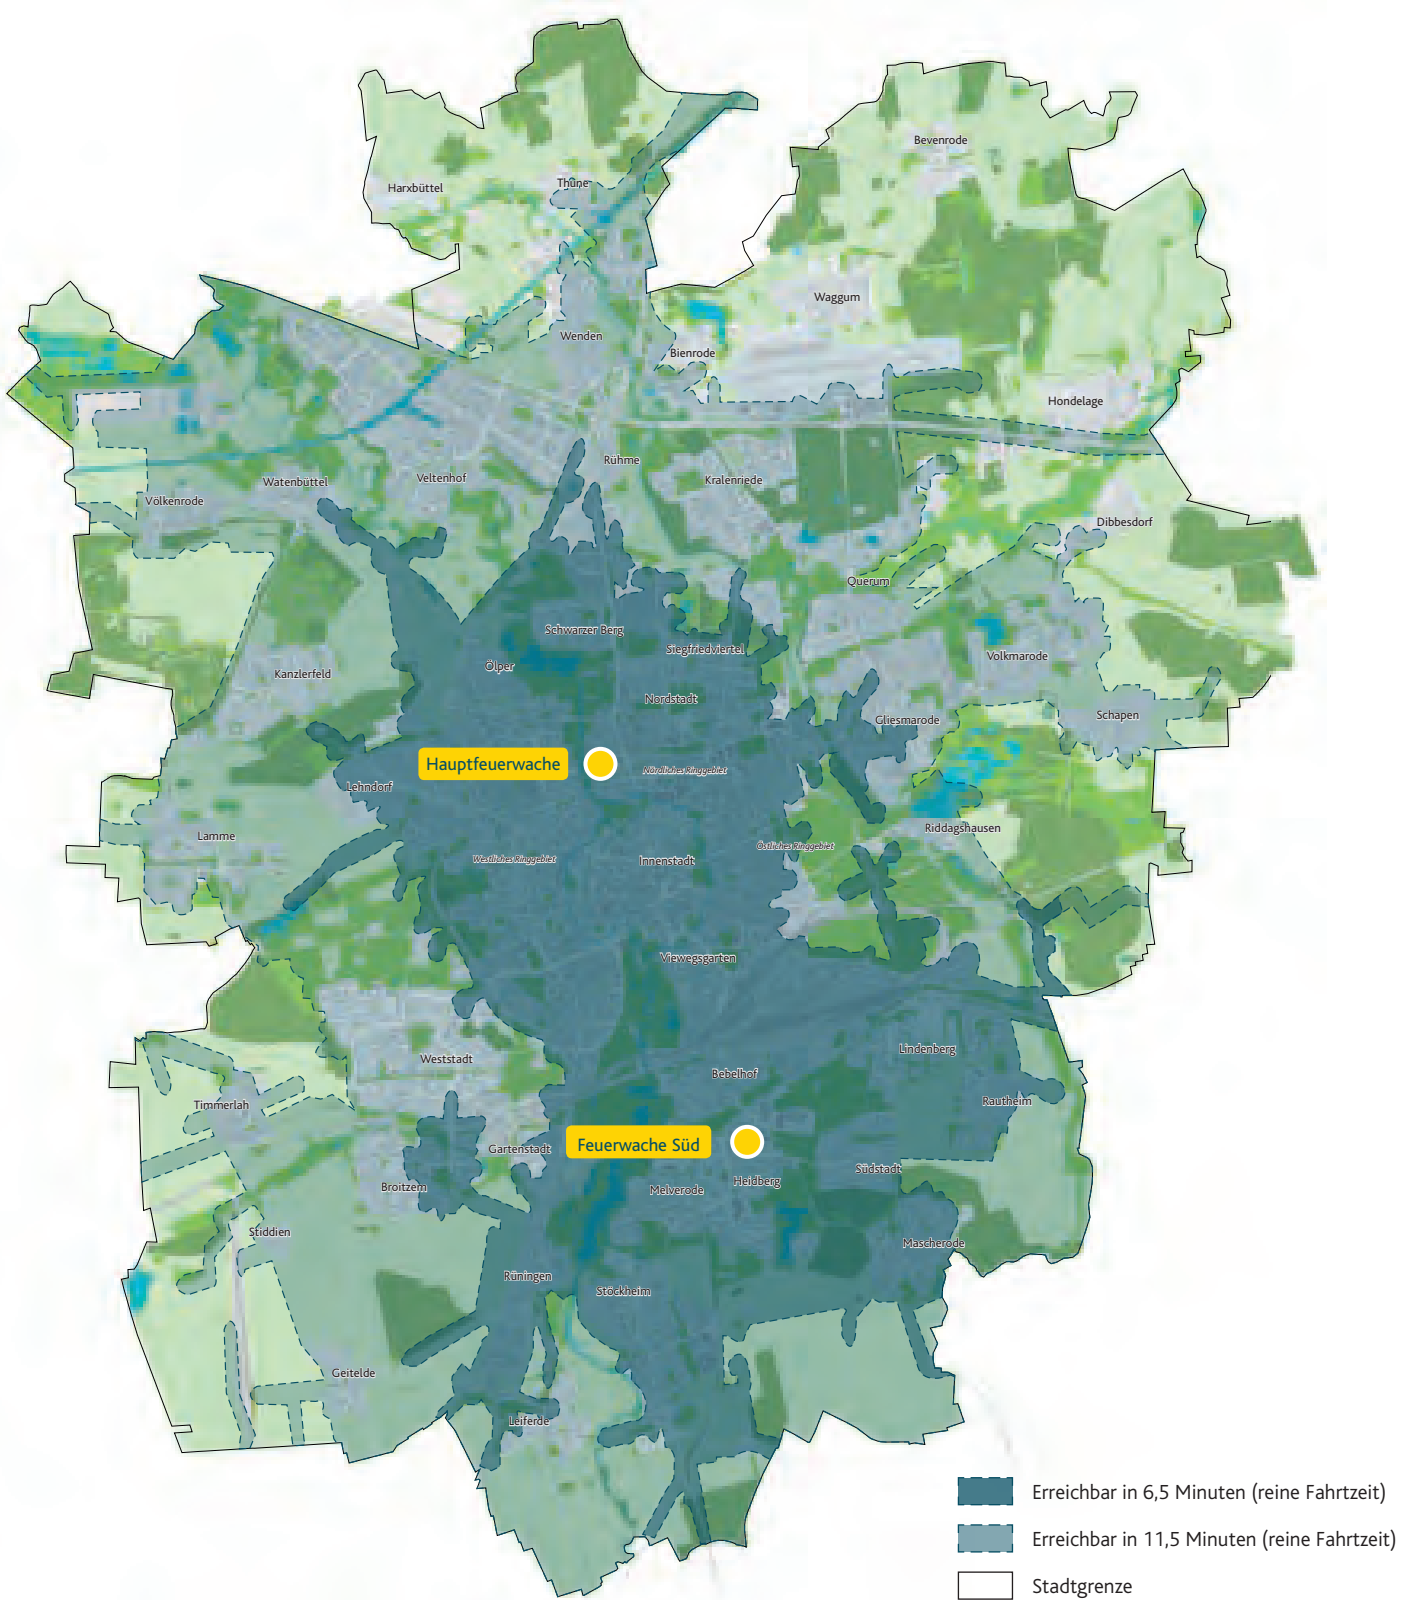 Bevenrode
Thune
Harxbüttel
Waggum
Wenden
Bienrode
Hondelage
Rühme
Veltenhof
Kralenriede
Watenbüttel
Völkenrode
Dibbesdorf
Querum
Schwarzer Berg
Siegfriedviertel
Volkmarode
Ölper
Kanzlerfeld
Nordstadt
Schapen
Gliesmarode
Hauptfeuerwache
Nördliches Ringgebiet
Lehndorf
Riddagshausen
Lamme
Östliches Ringgebiet
Westliches Ringgebiet
Innenstadt
Viewegsgarten
Lindenberg
Weststadt
Bebelhof
Rautheim
Timmerlah
Feuerwache Süd
Gartenstadt
Südstadt
Heidberg
Broitzem
Melverode
Stiddien
Mascherode
Rüningen
Stöckheim
Geitelde
Leiferde
Erreichbar in 6,5 Minuten (reine Fahrtzeit)
Erreichbar in 11,5 Minuten (reine Fahrtzeit)
Stadtgrenze